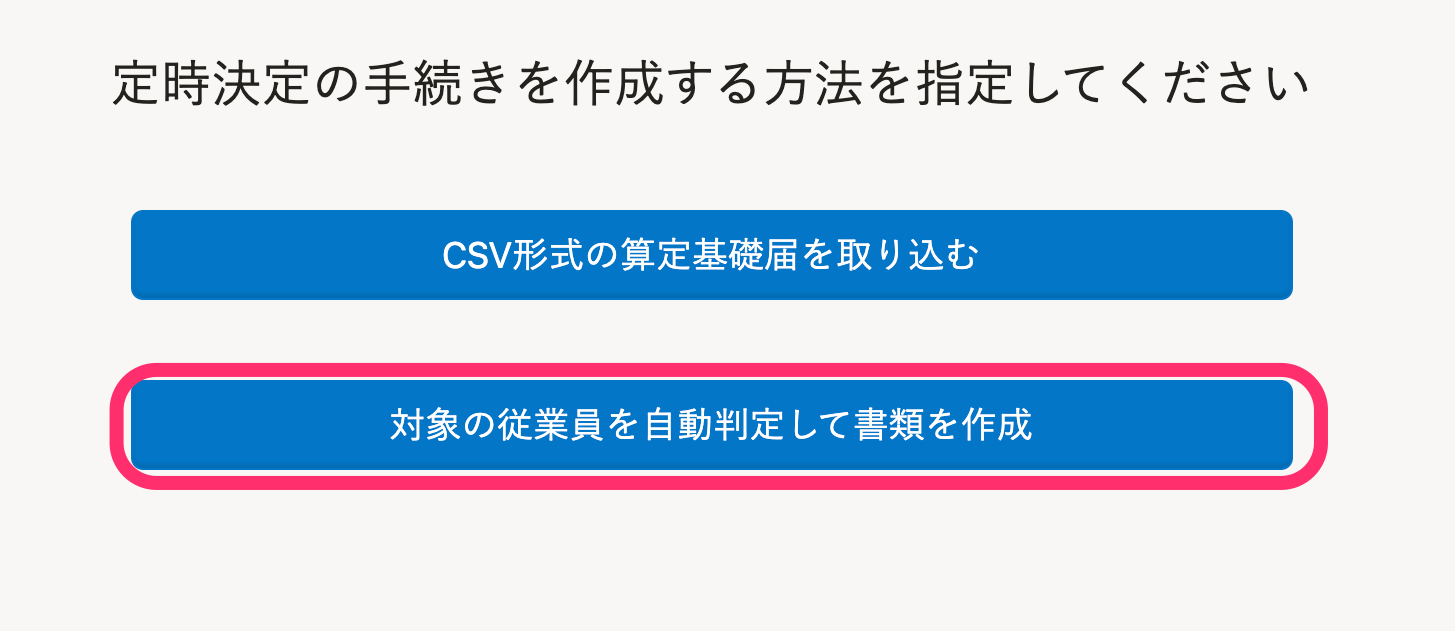 定時決定の手続きを作成する方法を指定してください
CSV形式の算定基礎届を取り込む
対象の従業員を自動判定して書類を作成